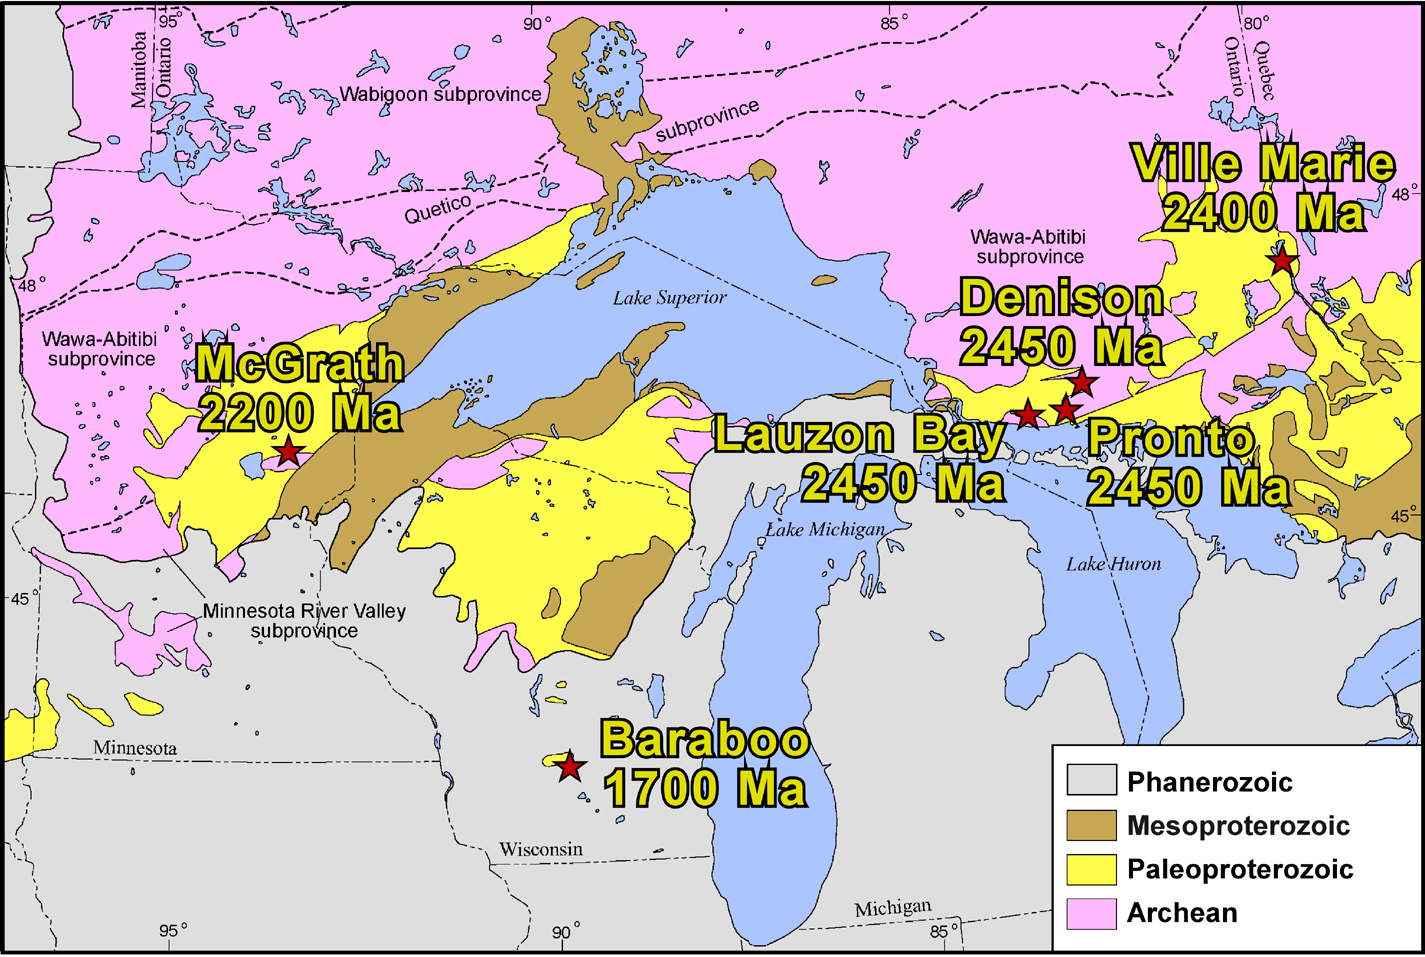 95°
90°
85°
80°
Manitoba
Ontario
Ontario
Quebec
Wabigoon subprovince
subprovince
Quetico
Ville Marie
2400 Ma
48°
Wawa-Abitibi
subprovince
48°
Lake Superior
Denison
2450 Ma
Wawa-Abitibi
subprovince
McGrath
2200 Ma
Lauzon Bay
2450 Ma
Pronto
2450 Ma
45°
Lake Michigan
Lake Huron
45°
Minnesota River Valley
subprovince
Minnesota
Baraboo
1700 Ma
Wisconsin
Michigan
95°
90°
85°
Phanerozoic
Mesoproterozoic
Paleoproterozoic
Archean